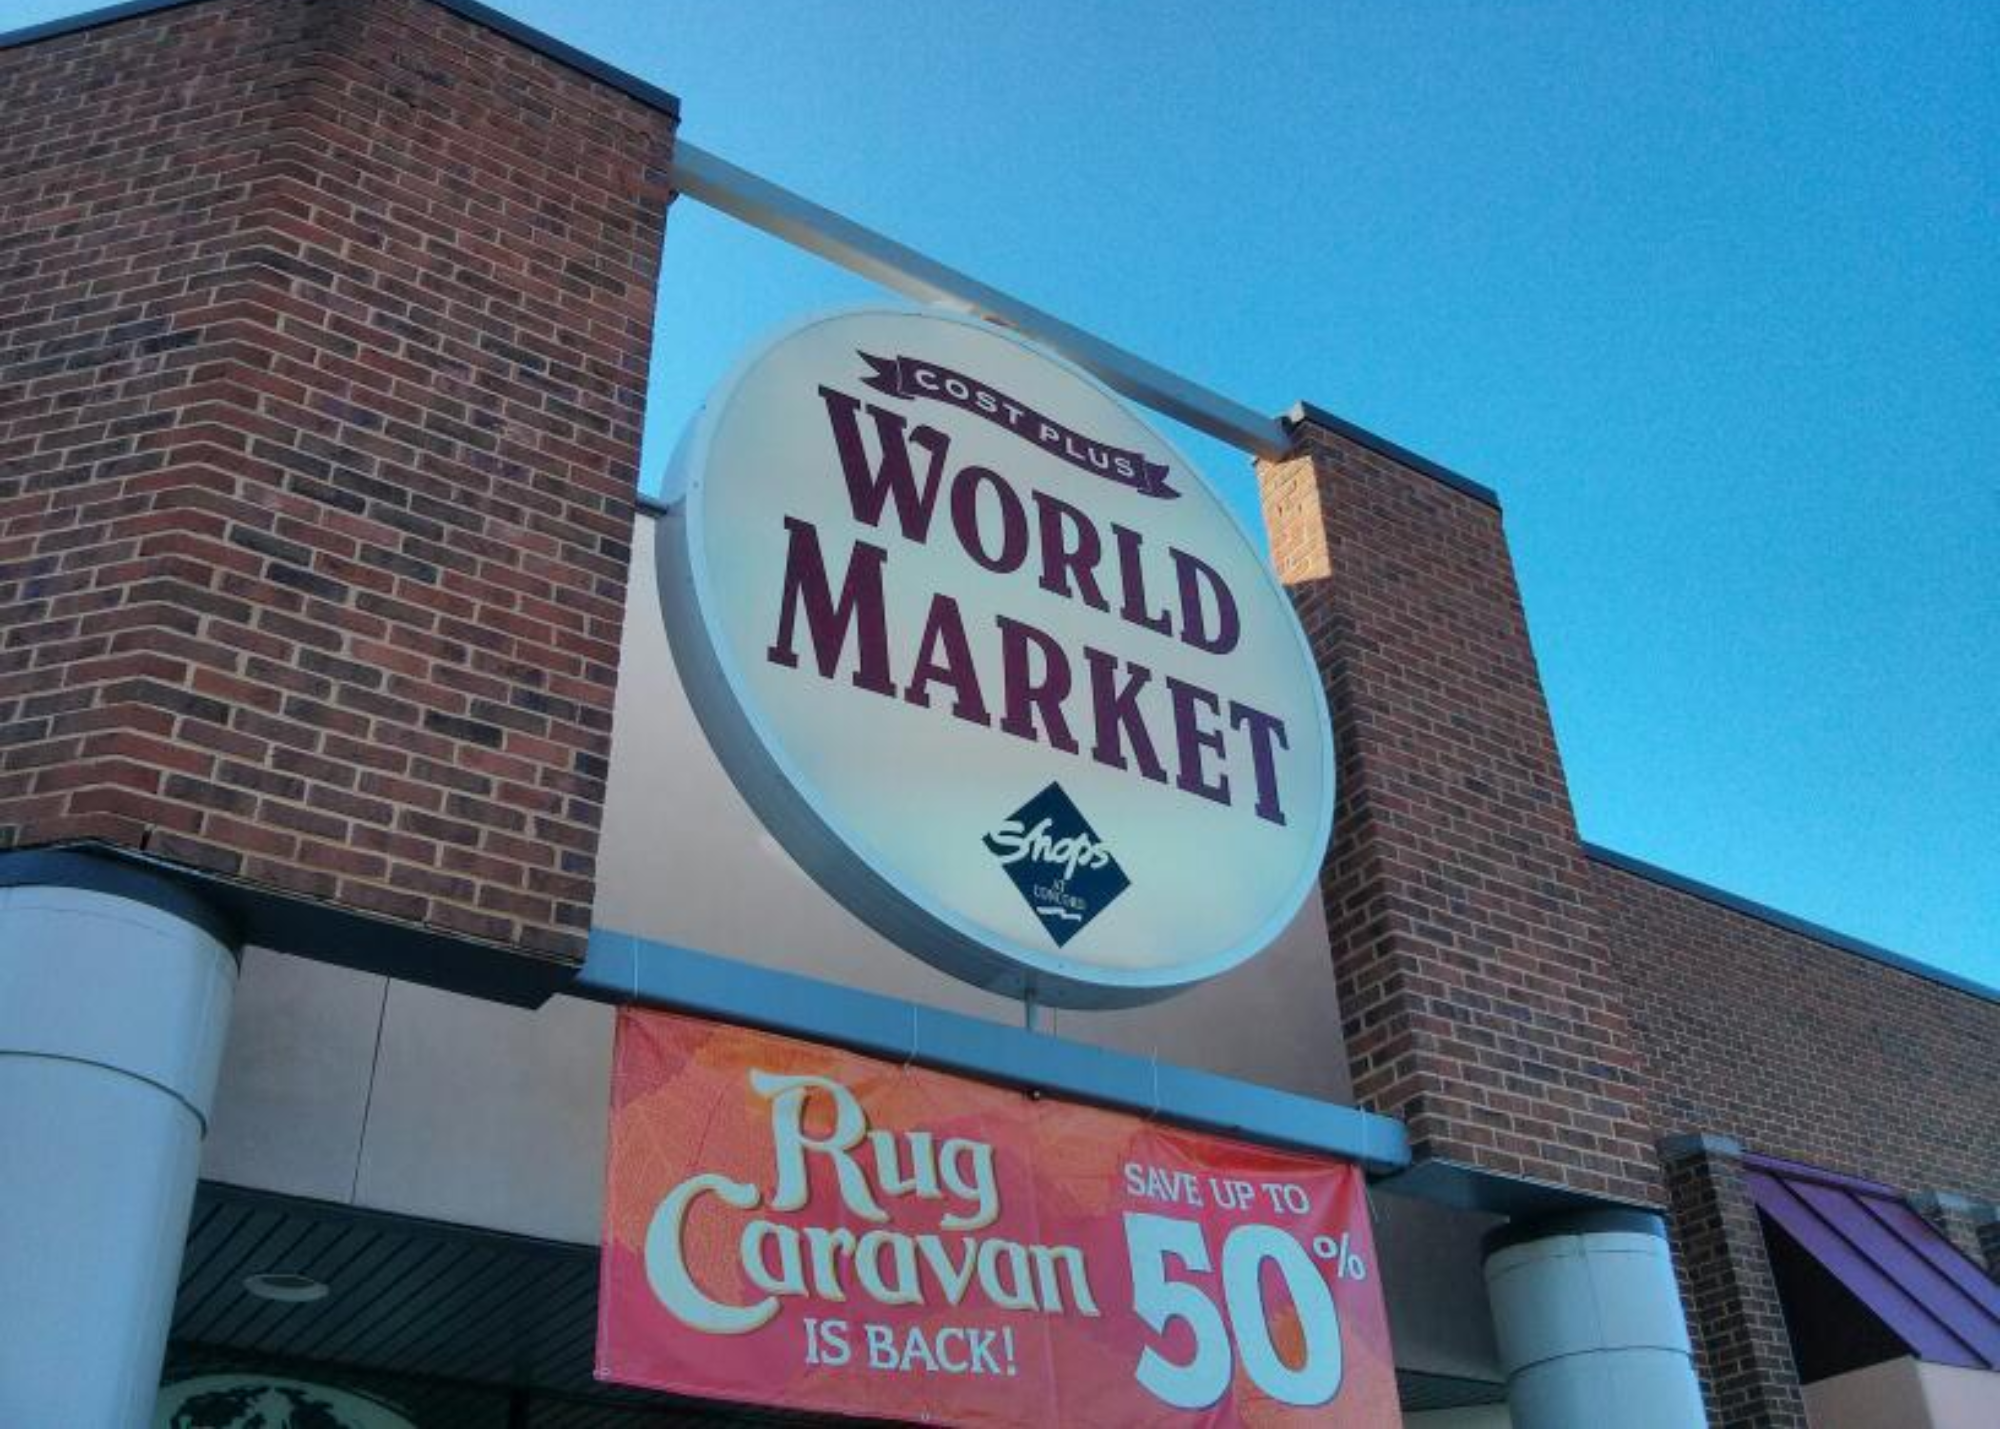 COST PLUS
WORLD
MARKET
Shops
AT
CONCORD
Rug
Caravan
IS BACK!
SAVE UP TO
50%